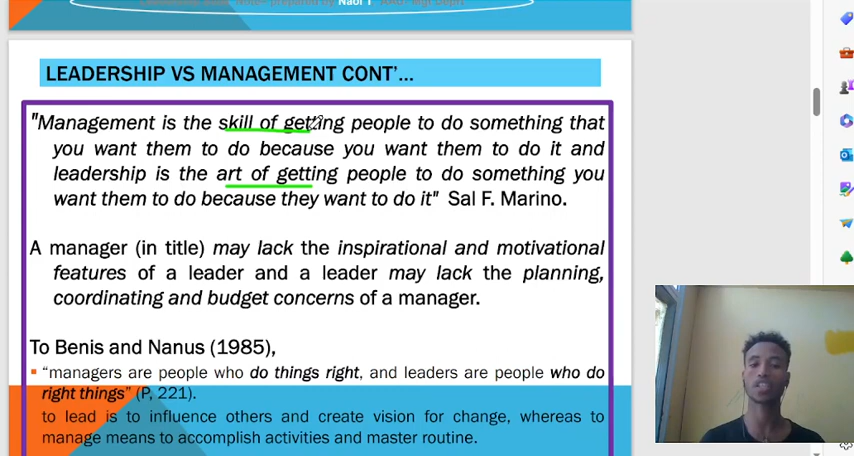 LEADERSHIP VS MANAGEMENT CONT'…
"Management is the skill of getting people to do something that
you want them to do because you want them to do it and
leadership is the art of getting people to do something you
want them to do because they want to do it" Sal F. Marino.
A manager (in title) may lack the inspirational and motivational
features of a leader and a leader may lack the planning,
coordinating and budget concerns of a manager.
To Benis and Nanus (1985),
▪ "managers are people who do things right, and leaders are people who do
right things" (P, 221).
to lead is to influence others and create vision for change, whereas to
manage means to accomplish activities and master routine.